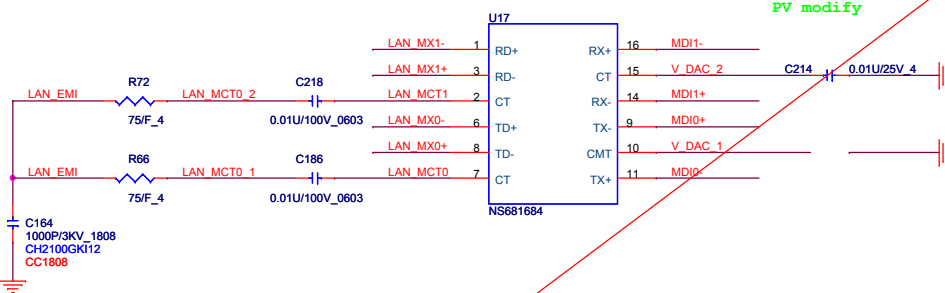 PV modify
U17
LAN_MX1- 1 RD+ RX+ 16 MDI1-
LAN_MX1+ 3 RD- CT 15 V_DAC_2 C214 0.01U/25V_4
R72 C218
LAN_EMI LAN_MCT0_2 LAN_MCT1 2 CT RX- 14 MDI1+
75/F_4 0.01U/100V_0603
LAN_MX0- 6 TD+ TX- 9 MDI0+
LAN_MX0+ 8 TD- CMT 10 V_DAC_1
R66 C186
LAN_EMI LAN_MCT0_1 LAN_MCT0 7 CT TX+ 11 MDI0-
75/F_4 0.01U/100V_0603
NS681684
C164
1000P/3KV_1808
CH2100GKI12
CC1808